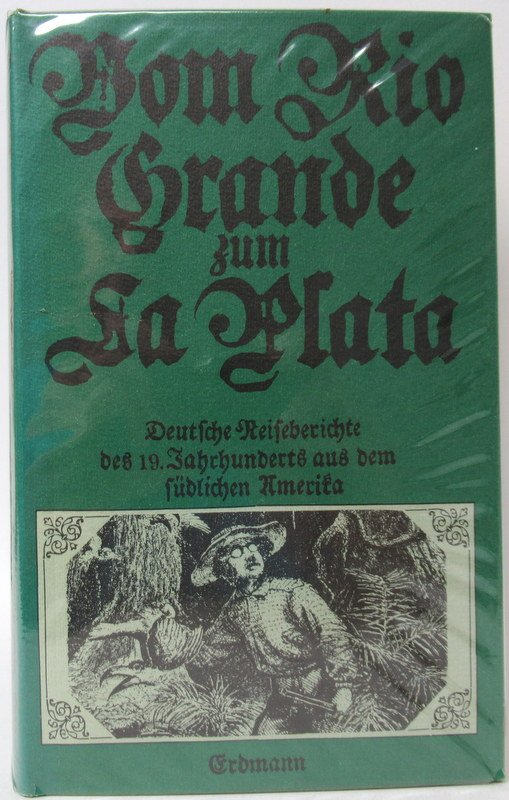 Vom Rio
Grande
zum
La Plata
Deutſche Reiſeberichte
des 19. Jahrhunderts aus dem
ſüdlichen Amerika
Erdmann